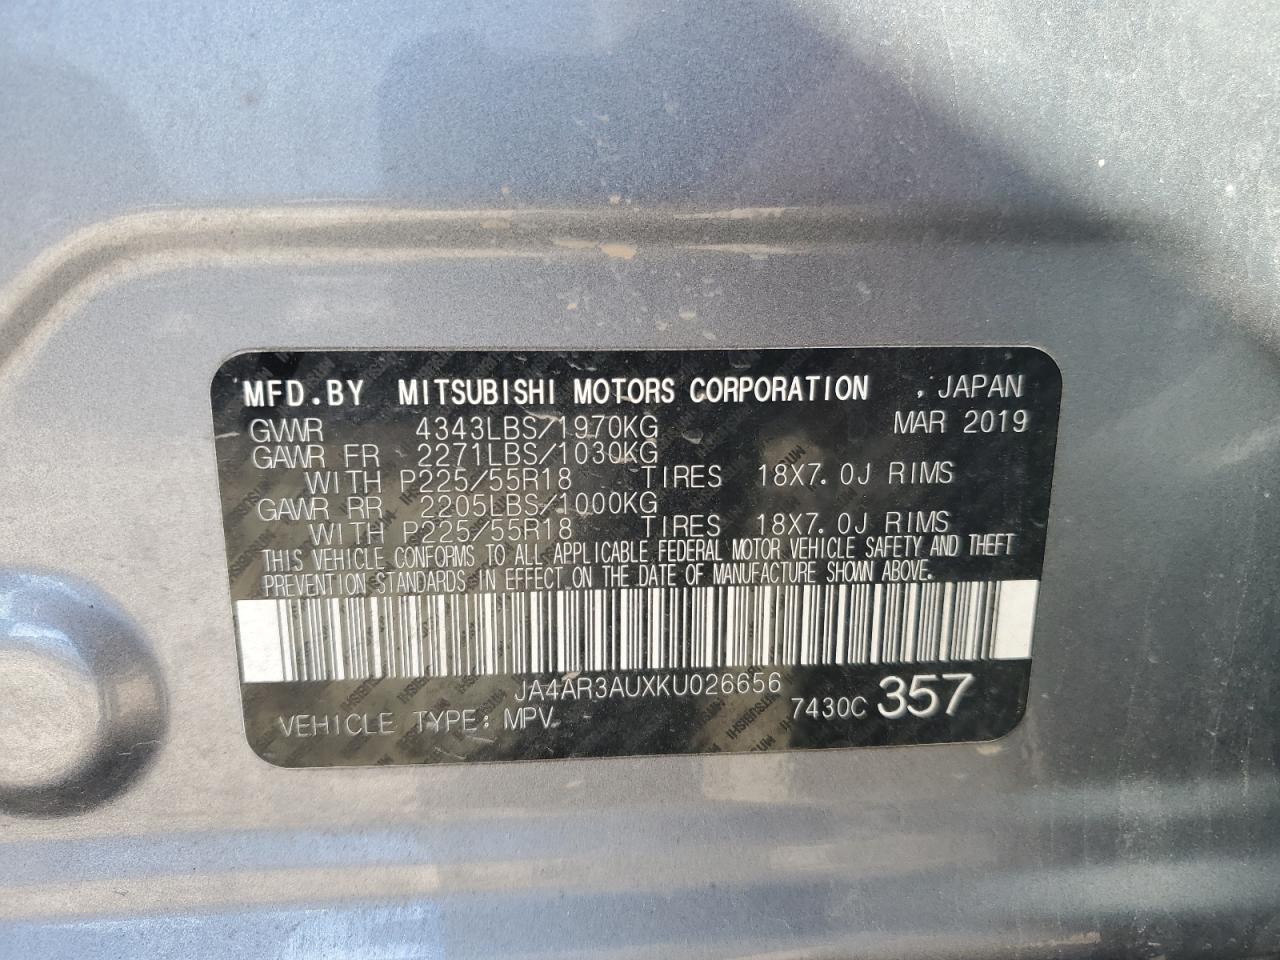 MFD.BY MITSUBISHI MOTORS CORPORATION , JAPAN
GVWR 4343LBS/1970KG MAR 2019
GAWR FR 2271LBS/1030KG
WITH P225/55R18 TIRES 18X7.0J RIMS
GAWR RR 2205LBS/1000KG
WITH P225/55R18 TIRES 18X7.0J RIMS
THIS VEHICLE CONFORMS TO ALL APPLICABLE FEDERAL MOTOR VEHICLE SAFETY AND THEFT
PREVENTION STANDARDS IN EFFECT ON THE DATE OF MANUFACTURE SHOWN ABOVE.
JA4AR3AUXKU026656
VEHICLE TYPE: MPV 7430C 357